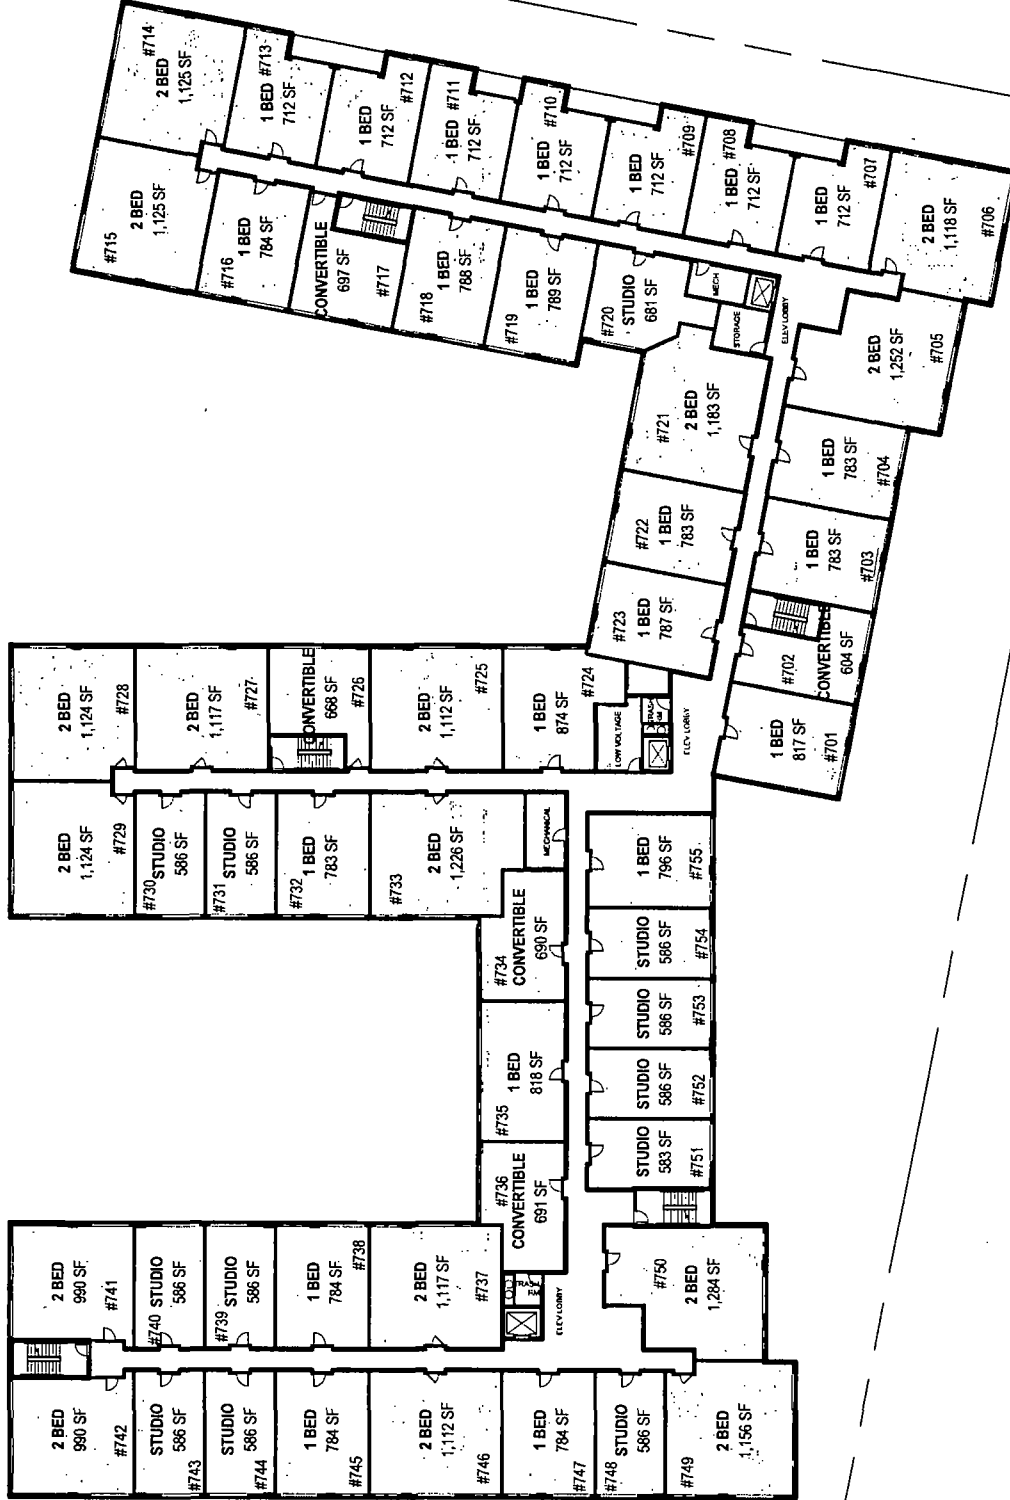 #714
2 BED
1,125 SF
1 BED #713
712 SF
1 BED
712 SF
#712
#711
1 BED
712 SF
#710
1 BED
712 SF
#709
1 BED
712 SF
#708
1 BED
712 SF
#707
1 BED
712 SF
2 BED
1,118 SF
#706
#715
2 BED
1,125 SF
#716
1 BED
784 SF
CONVERTIBLE
697 SF
#717
#718
1 BED
788 SF
#719
1 BED
789 SF
#720
STUDIO
681 SF
MECH
STORAGE
ELEV LOBBY
2 BED
1,252 SF
#705
#721
2 BED
1,183 SF
1 BED
783 SF
#704
#722
1 BED
783 SF
1 BED
783 SF
#703
#723
1 BED
787 SF
#702
CONVERTIBLE
604 SF
1 BED
817 SF
#701
2 BED
1,124 SF
#728
2 BED
1,117 SF
#727
CONVERTIBLE
668 SF
#726
2 BED
1,112 SF
#725
1 BED
874 SF
#724
LOW VOLTAGE
TRASH
RM
ELEV LOBBY
2 BED
1,124 SF
#729
#730
STUDIO
586 SF
#731
STUDIO
586 SF
#732
1 BED
783 SF
#733
2 BED
1,226 SF
MECHANICAL
#734
CONVERTIBLE
690 SF
#735
1 BED
818 SF
#736
CONVERTIBLE
691 SF
1 BED
796 SF
#755
STUDIO
586 SF
#754
STUDIO
586 SF
#753
STUDIO
586 SF
#752
STUDIO
583 SF
#751
2 BED
990 SF
#741
#740 STUDIO
586 SF
#739
STUDIO
586 SF
1 BED
784 SF
#738
2 BED
1,117 SF
#737
TRASH
RM
ELEV LOBBY
#750
2 BED
1,284 SF
2 BED
990 SF
#742
STUDIO
586 SF
#743
STUDIO
586 SF
#744
1 BED
784 SF
#745
2 BED
1,112 SF
#746
1 BED
784 SF
#747
#748
STUDIO
586 SF
#749
2 BED
1,156 SF